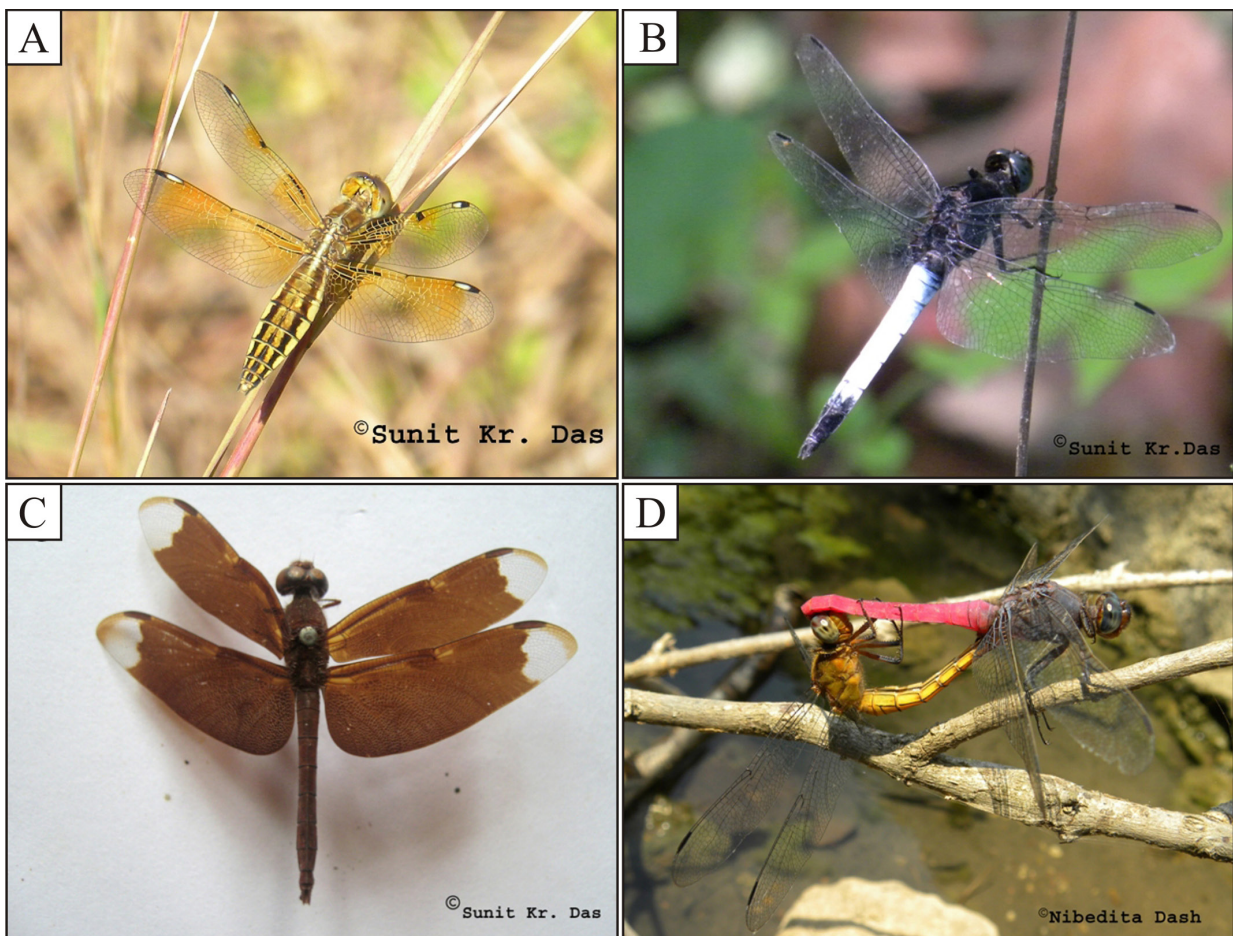 A
B
©Sunit Kr. Das
©Sunit Kr.Das
C
D
©Sunit Kr. Das
©Nibedita Dash